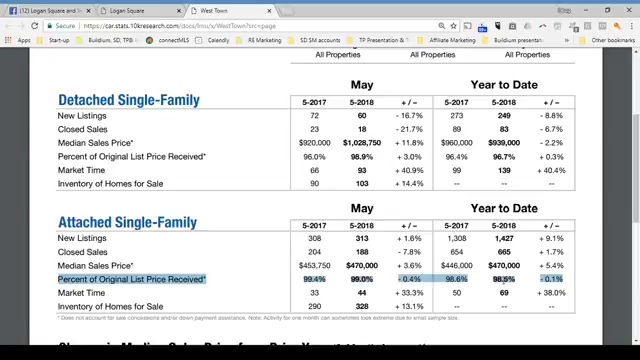 (12) Logan Square and S
Logan Square
West Town
https://car.stats.10kresearch.com/docs/lmu/x/WestTown?src=page
Apps
Start-up
Buildium, SD, TPB
connectMLS
Calendly
RE Marketing
SD SM accounts
TP Presentation & T
Affiliate Marketing
Buildium presentat
Other bookmarks
All Properties All Properties All Properties
May Year to Date
Detached Single-Family 5-2017 5-2018 + / – 5-2017 5-2018 + / –
New Listings 72 60 - 16.7% 273 249 - 8.8%
Closed Sales 23 18 - 21.7% 89 83 - 6.7%
Median Sales Price* $920,000 $1,028,750 + 11.8% $960,000 $939,000 - 2.2%
Percent of Original List Price Received* 96.0% 98.9% + 3.0% 96.4% 96.7% + 0.3%
Market Time 66 93 + 40.9% 99 139 + 40.4%
Inventory of Homes for Sale 90 103 + 14.4% -- -- --
May Year to Date
Attached Single-Family 5-2017 5-2018 + / – 5-2017 5-2018 + / –
New Listings 308 313 + 1.6% 1,308 1,427 + 9.1%
Closed Sales 204 188 - 7.8% 654 665 + 1.7%
Median Sales Price* $453,750 $470,000 + 3.6% $446,000 $470,000 + 5.4%
Percent of Original List Price Received* 99.4% 99.0% - 0.4% 98.6% 98.5% - 0.1%
Market Time 33 44 + 33.3% 50 69 + 38.0%
Inventory of Homes for Sale 290 328 + 13.1% -- -- --
* Does not account for sale concessions and/or down payment assistance. Note: Activity for one month can sometimes look extreme due to small sample size.